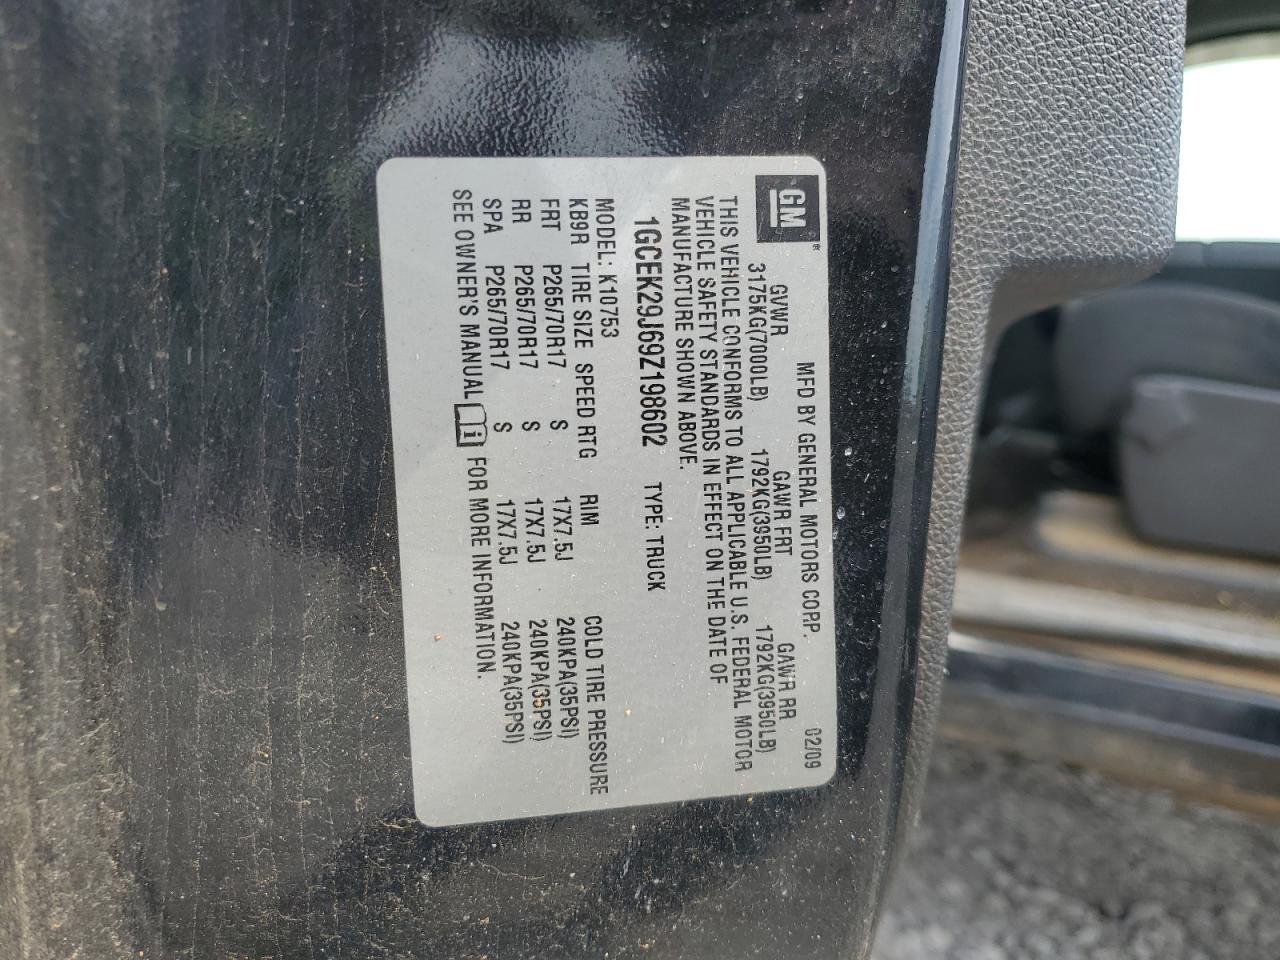 GM®
MFD BY GENERAL MOTORS CORP. 02/09
GVWR GAWR FRT GAWR RR
3175KG(7000LB) 1792KG(3950LB) 1792KG(3950LB)
THIS VEHICLE CONFORMS TO ALL APPLICABLE U.S. FEDERAL MOTOR
VEHICLE SAFETY STANDARDS IN EFFECT ON THE DATE OF
MANUFACTURE SHOWN ABOVE.
1GCEK29J69Z198602 TYPE: TRUCK
MODEL: K10753
KB9R TIRE SIZE SPEED RTG RIM COLD TIRE PRESSURE
FRT P265/70R17 S 17X7.5J 240KPA(35PSI)
RR P265/70R17 S 17X7.5J 240KPA(35PSI)
SPA P265/70R17 S 17X7.5J 240KPA(35PSI)
SEE OWNER'S MANUAL i FOR MORE INFORMATION.